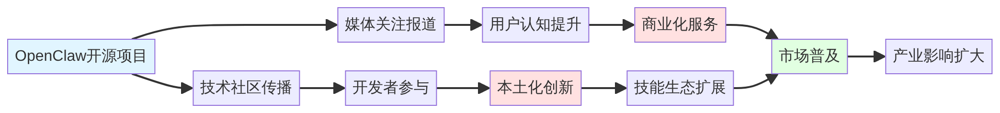 OpenClaw开源项目
媒体关注报道
用户认知提升
商业化服务
技术社区传播
开发者参与
本土化创新
技能生态扩展
市场普及
产业影响扩大